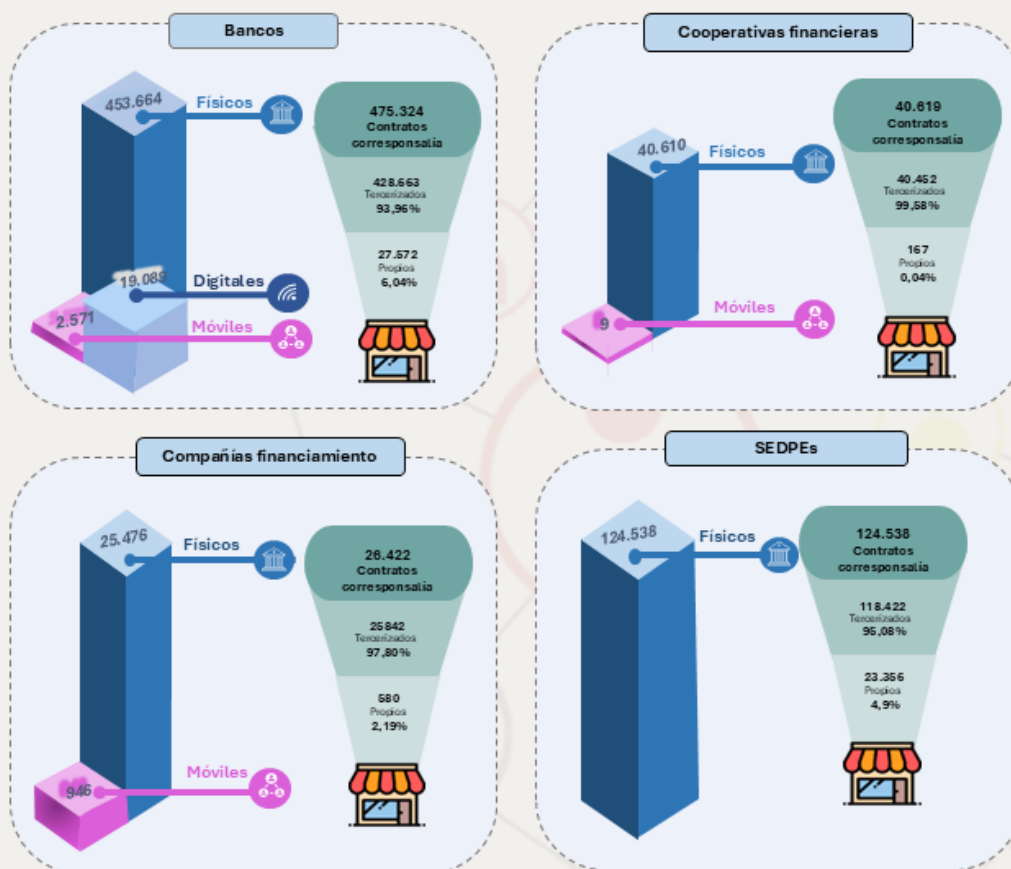 Bancos
453.664
Físicos
19.089
Digitales
2.571
Móviles
475.324
Contratos
corresponsalía
428.663
Tercerizados
93,96%
27.572
Propios
6,04%
Cooperativas financieras
40.610
Físicos
9
Móviles
40.619
Contratos
corresponsalía
40.452
Tercerizados
99,58%
167
Propios
0,04%
Compañías financiamiento
25.476
Físicos
946
Móviles
26.422
Contratos
corresponsalía
25842
Tercerizados
97,80%
580
Propios
2,19%
SEDPEs
124.538
Físicos
124.538
Contratos
corresponsalía
118.422
Tercerizados
95,08%
23.356
Propios
4,9%